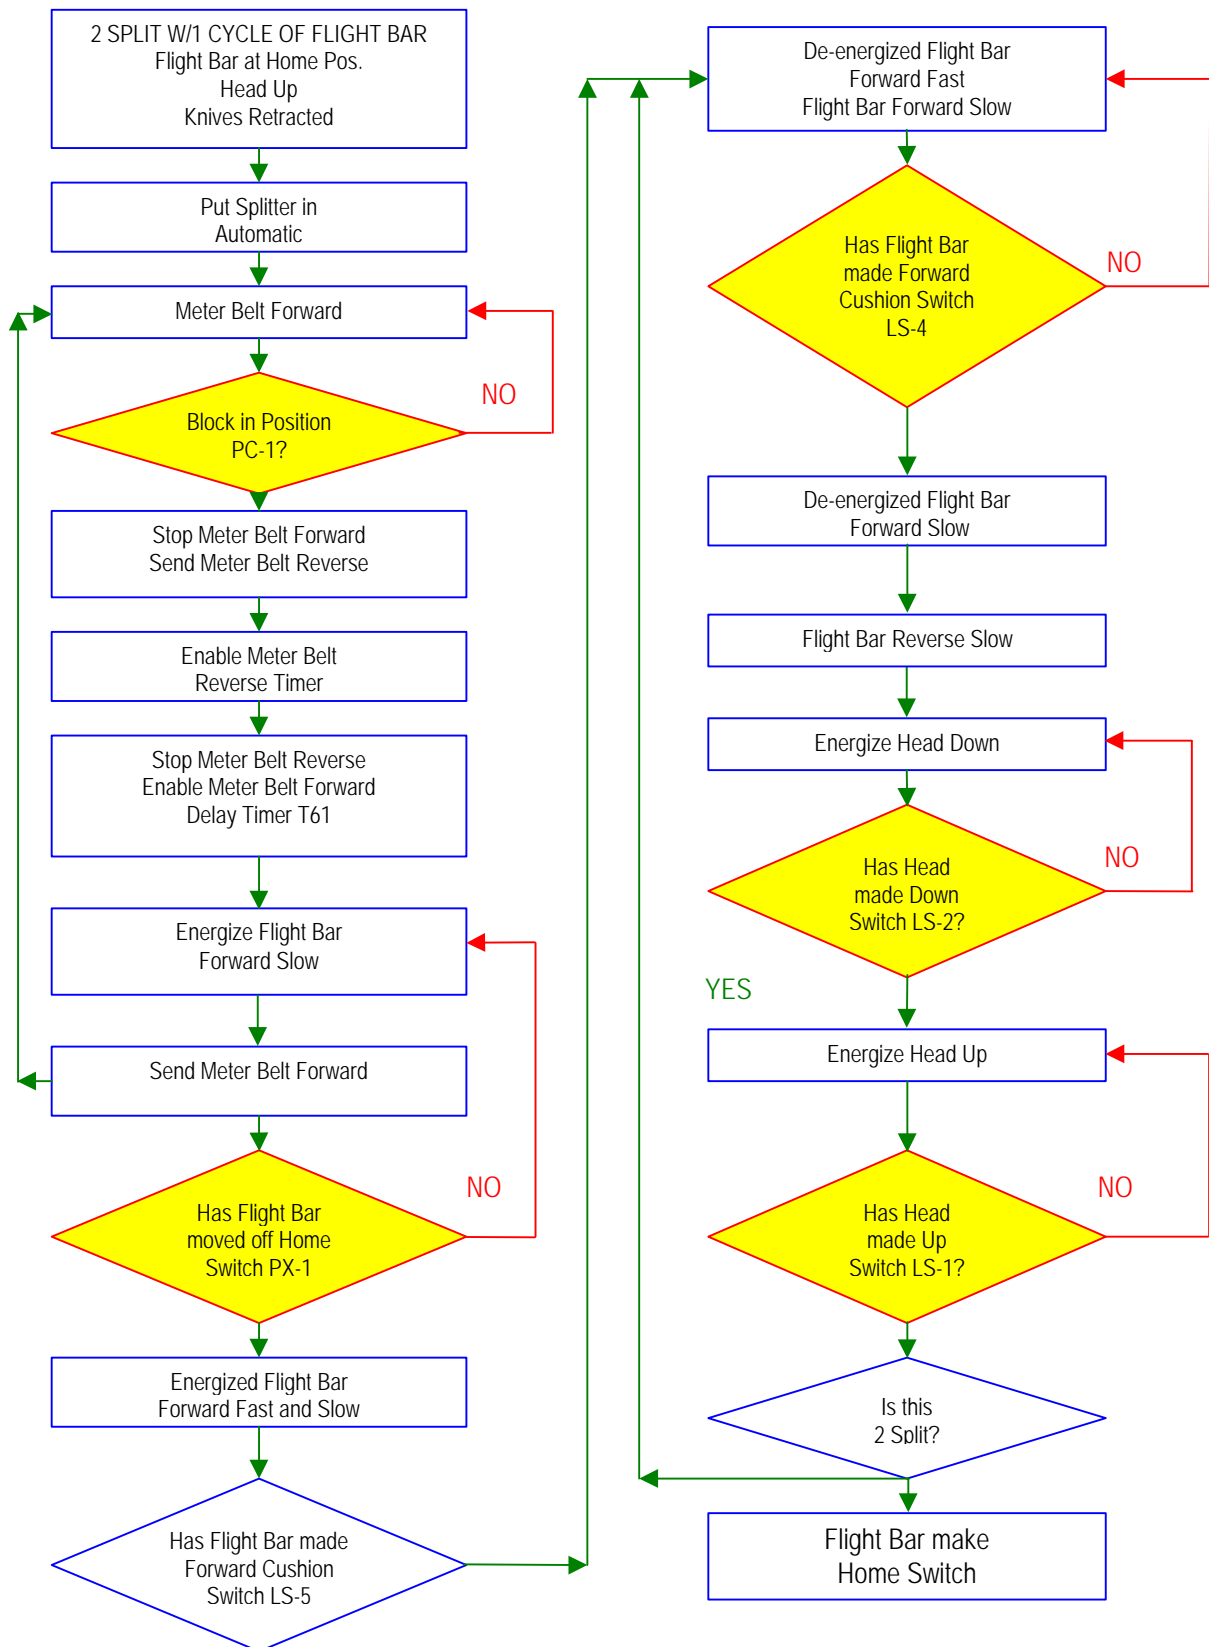 2 SPLIT W/1 CYCLE OF FLIGHT BAR
Flight Bar at Home Pos.
Head Up
Knives Retracted
Put Splitter in
Automatic
Meter Belt Forward
NO
Block in Position
PC-1?
Stop Meter Belt Forward
Send Meter Belt Reverse
Enable Meter Belt
Reverse Timer
Stop Meter Belt Reverse
Enable Meter Belt Forward
Delay Timer T61
Energize Flight Bar
Forward Slow
Send Meter Belt Forward
NO
Has Flight Bar
moved off Home
Switch PX-1
Energized Flight Bar
Forward Fast and Slow
Has Flight Bar made
Forward Cushion
Switch LS-5
De-energized Flight Bar
Forward Fast
Flight Bar Forward Slow
Has Flight Bar
made Forward
Cushion Switch
LS-4
NO
De-energized Flight Bar
Forward Slow
Flight Bar Reverse Slow
Energize Head Down
NO
Has Head
made Down
Switch LS-2?
YES
Energize Head Up
NO
Has Head
made Up
Switch LS-1?
Is this
2 Split?
Flight Bar make
Home Switch